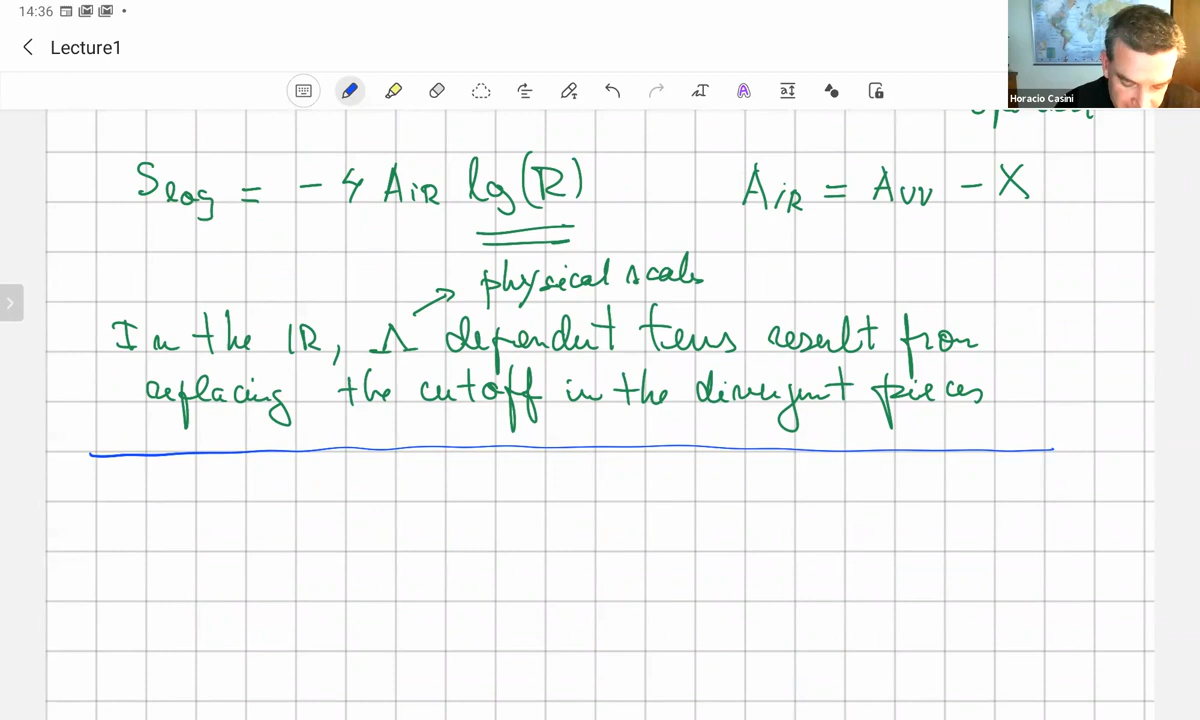 14:36
Lecture1
Horacio Casini
S_log = - 4 A_IR log(R)    A_IR = A_UV - X
physical scale
In the IR, Λ dependent terms result from
replacing the cutoff in the divergent pieces